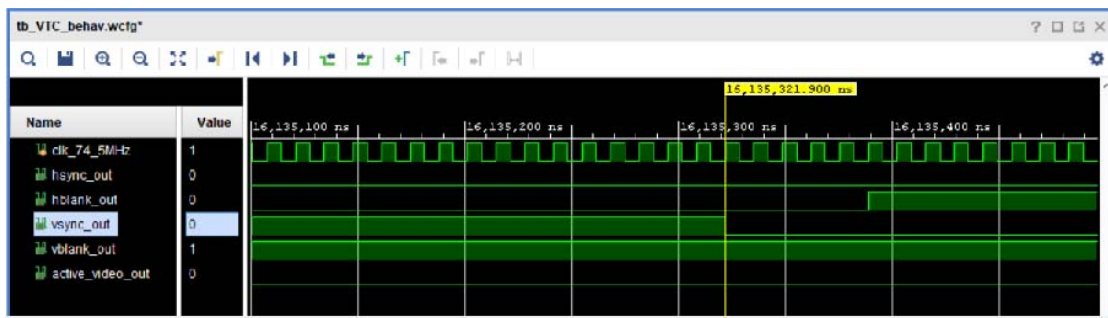 tb_VTC_behav.wcfg*
16,135,321.900 ns
Name Value
16,135,100 ns 16,135,200 ns 16,135,300 ns 16,135,400 ns
clk_74_5MHz 1
hsync_out 0
hblank_out 0
vsync_out 0
vblank_out 1
active_video_out 0